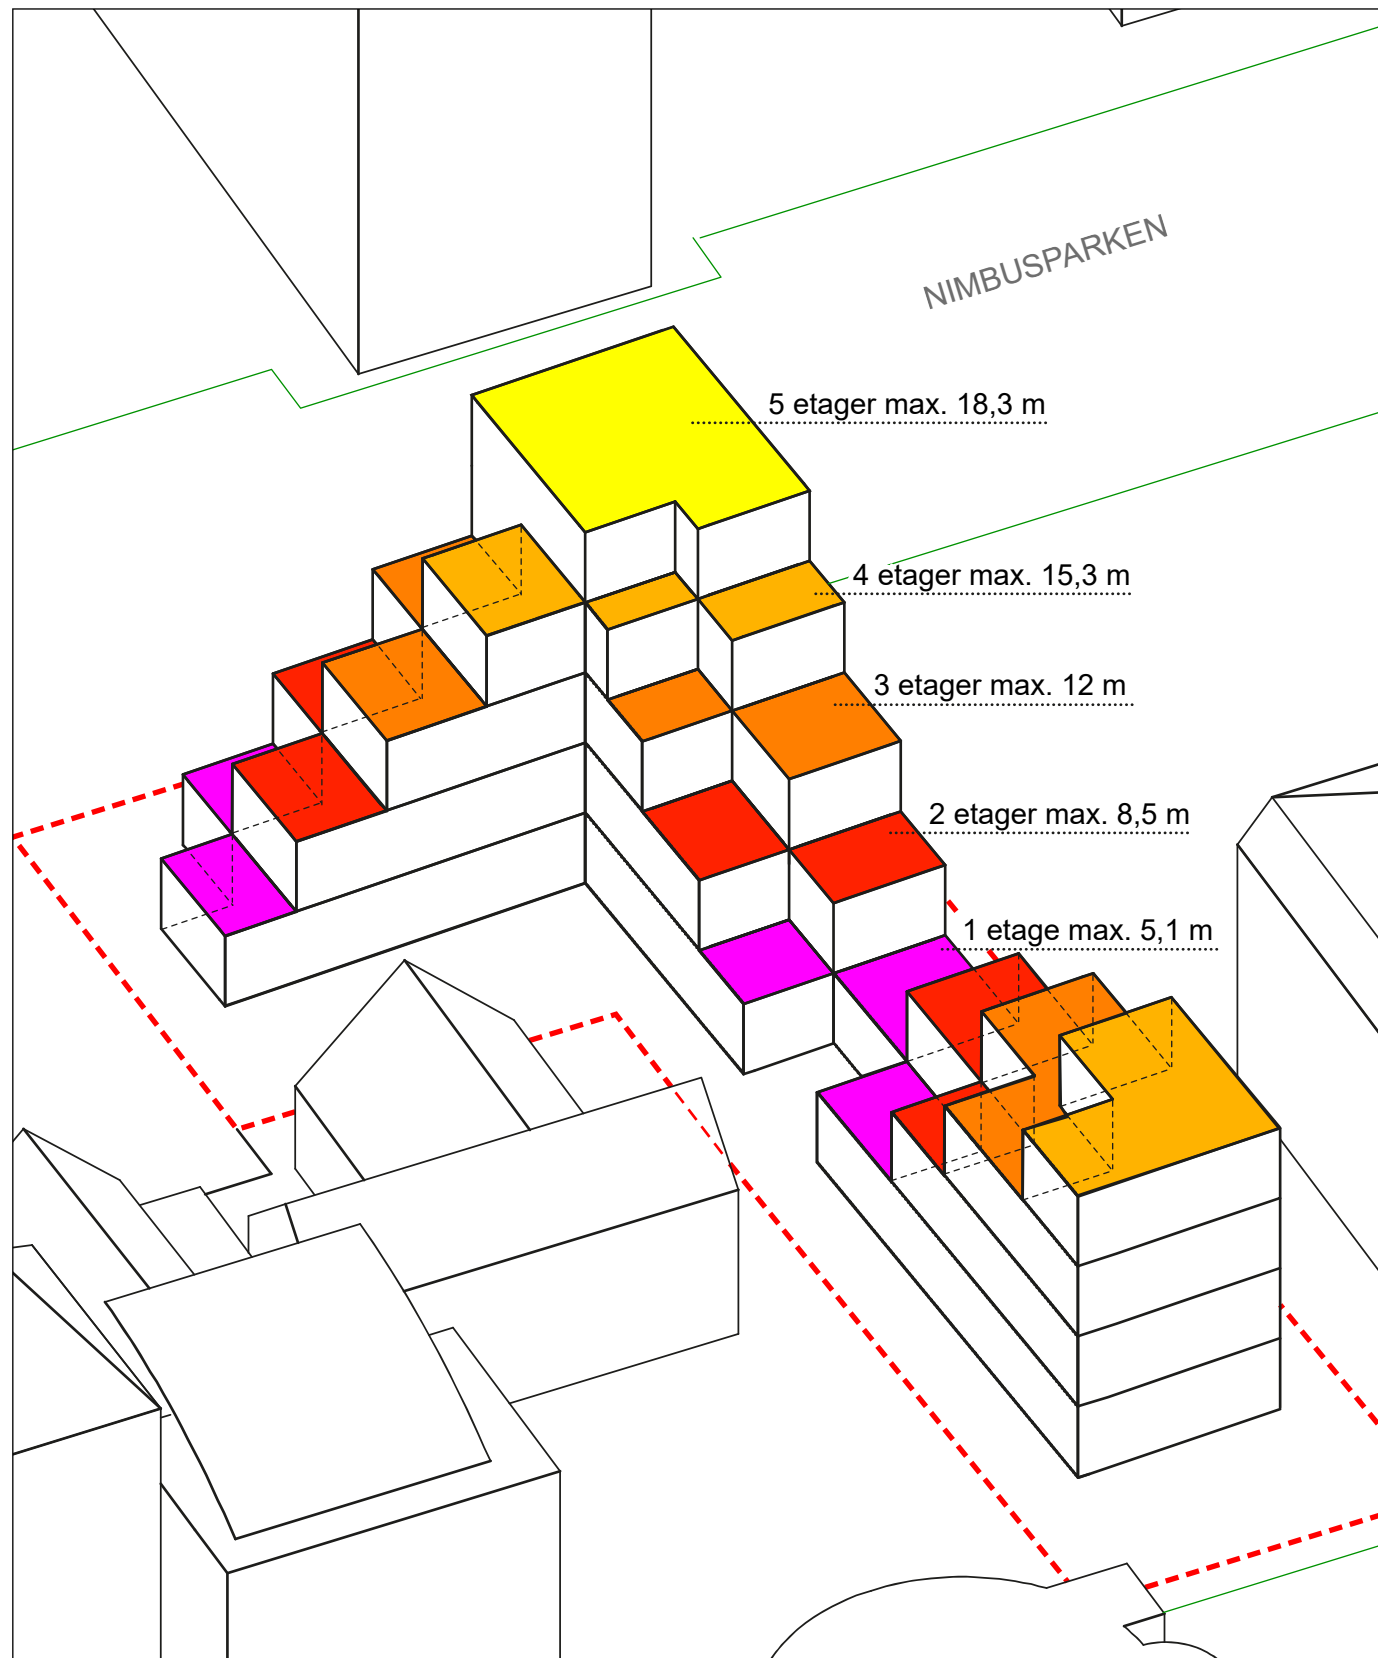 NIMBUSPARKEN
5 etager max. 18,3 m
4 etager max. 15,3 m
3 etager max. 12 m
2 etager max. 8,5 m
1 etage max. 5,1 m